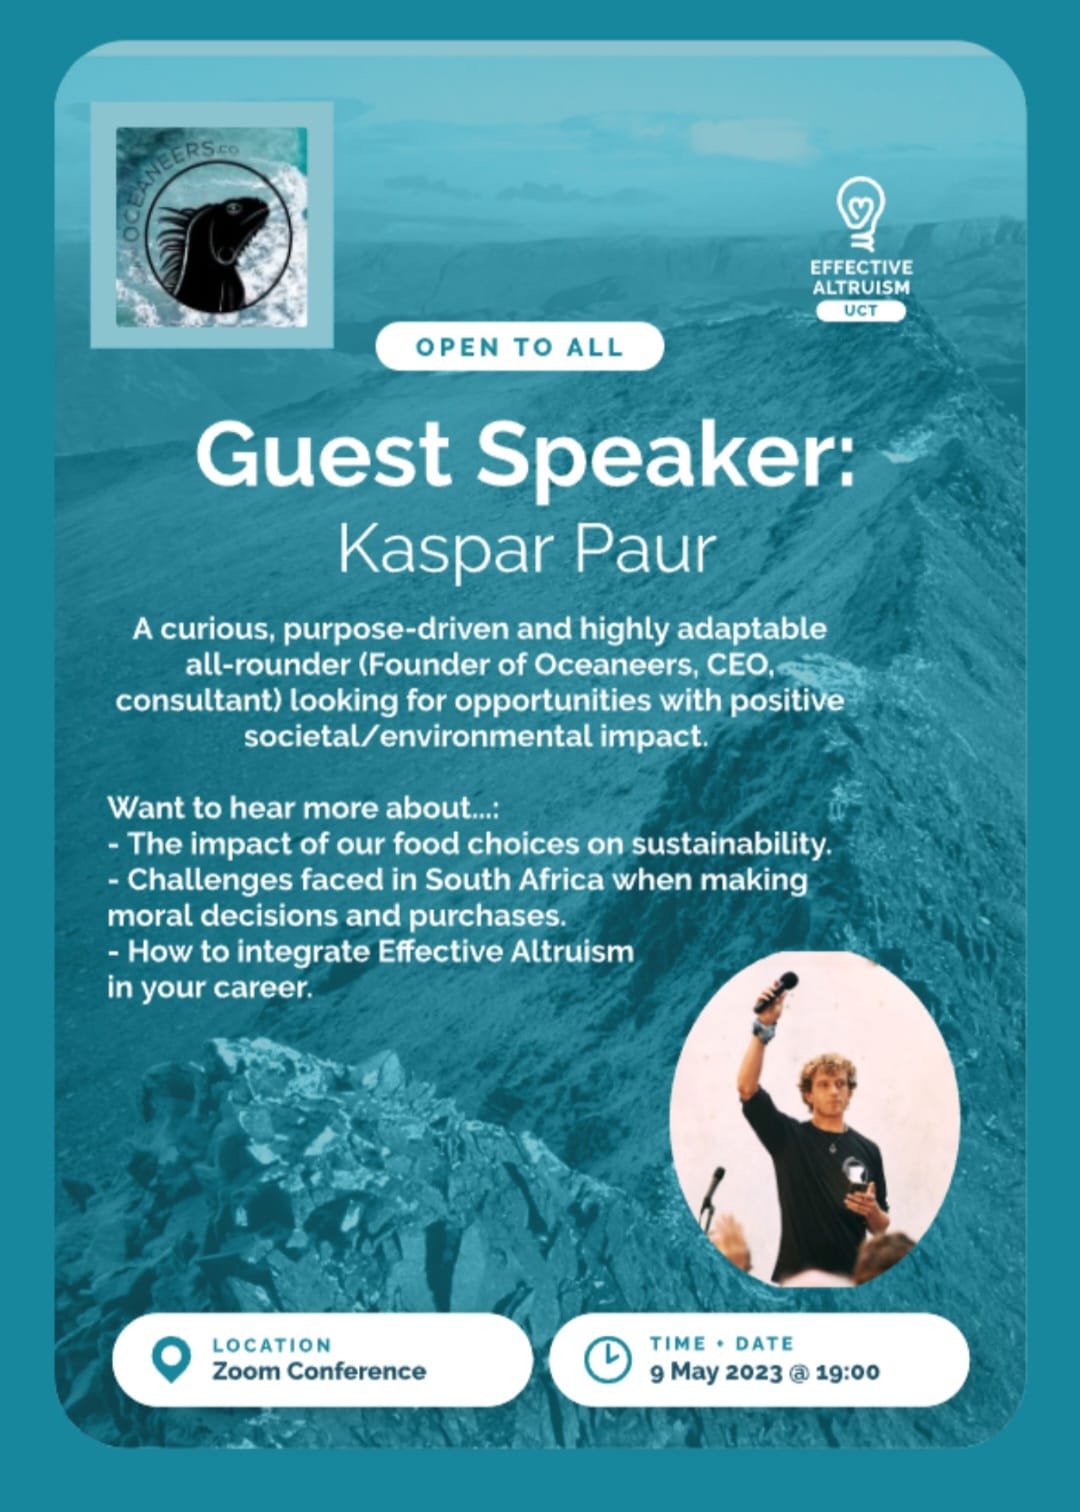 OCEANEERS.CO
EFFECTIVE
ALTRUISM
UCT
OPEN TO ALL
Guest Speaker:
Kaspar Paur
A curious, purpose-driven and highly adaptable
all-rounder (Founder of Oceaneers, CEO,
consultant) looking for opportunities with positive
societal/environmental impact.
Want to hear more about...:
- The impact of our food choices on sustainability.
- Challenges faced in South Africa when making
moral decisions and purchases.
- How to integrate Effective Altruism
in your career.
LOCATION
Zoom Conference
TIME + DATE
9 May 2023 @ 19:00